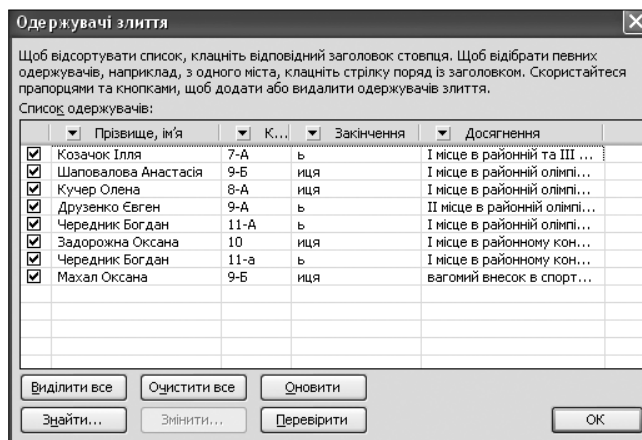 Одержувачі злиття
Щоб відсортувати список, клацніть відповідний заголовок стовпця. Щоб відібрати певних
одержувачів, наприклад, з одного міста, клацніть стрілку поряд із заголовком. Скористайтеся
прапорцями та кнопками, щоб додати або видалити одержувачів злиття.
Список одержувачів:
Прізвище, ім'я К... Закінчення Досягнення
Козачок Ілля 7-А ь І місце в районній та ІІІ ...
Шаповалова Анастасія 9-Б иця І місце в районній олімпі...
Кучер Олена 8-А иця І місце в районній олімпі...
Друзенко Євген 9-А ь ІІ місце в районній олімпі...
Чередник Богдан 11-А ь І місце в районній олімпі...
Задорожна Оксана 10 иця І місце в районному кон...
Чередник Богдан 11-а ь І місце в районному кон...
Махал Оксана 9-Б иця вагомий внесок в спорт...
Виділити все Очистити все Оновити
Знайти... Змінити... Перевірити ОК